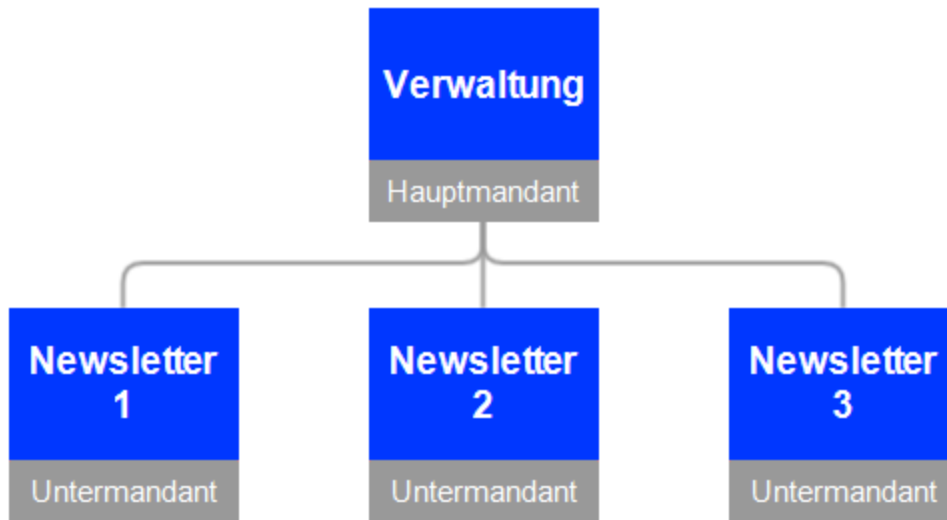 Verwaltung
Hauptmandant
Newsletter
1
Untermandant
Newsletter
2
Untermandant
Newsletter
3
Untermandant